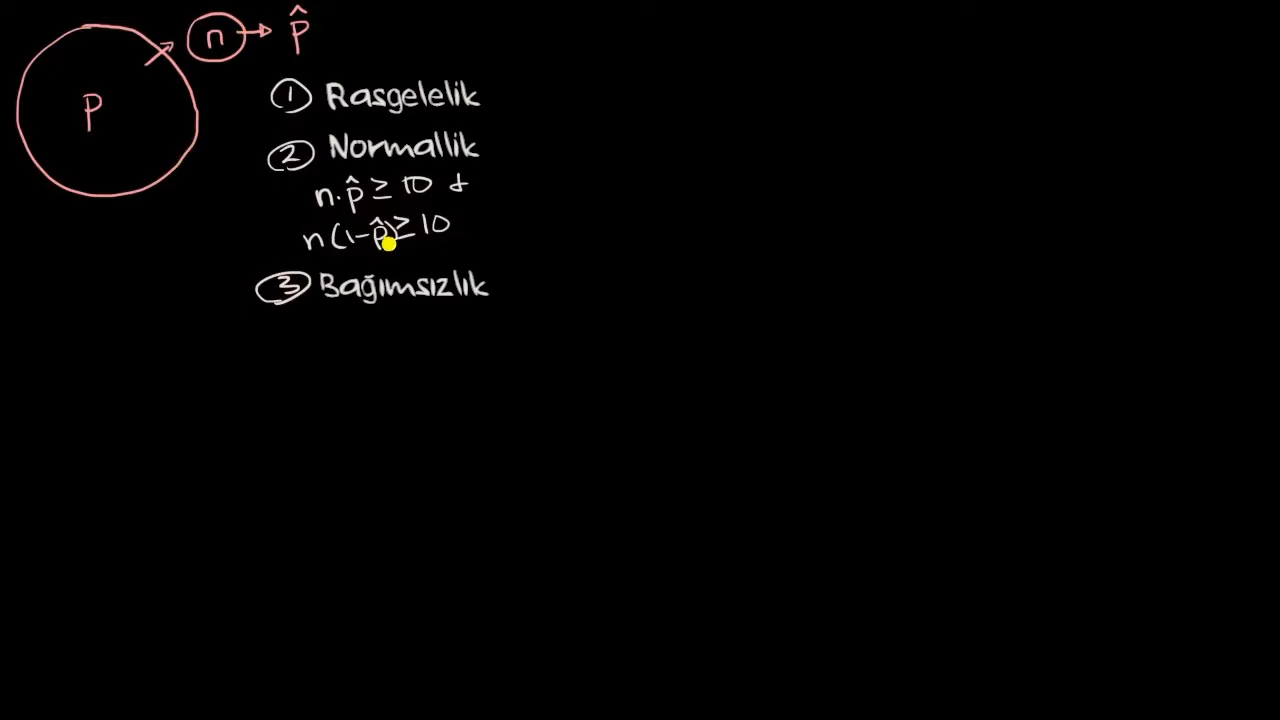 p n p̂
① Rasgelelik
② Normallik
n.p̂ ≥ 10 &
n(1-p̂) ≥ 10
③ Bağımsızlık